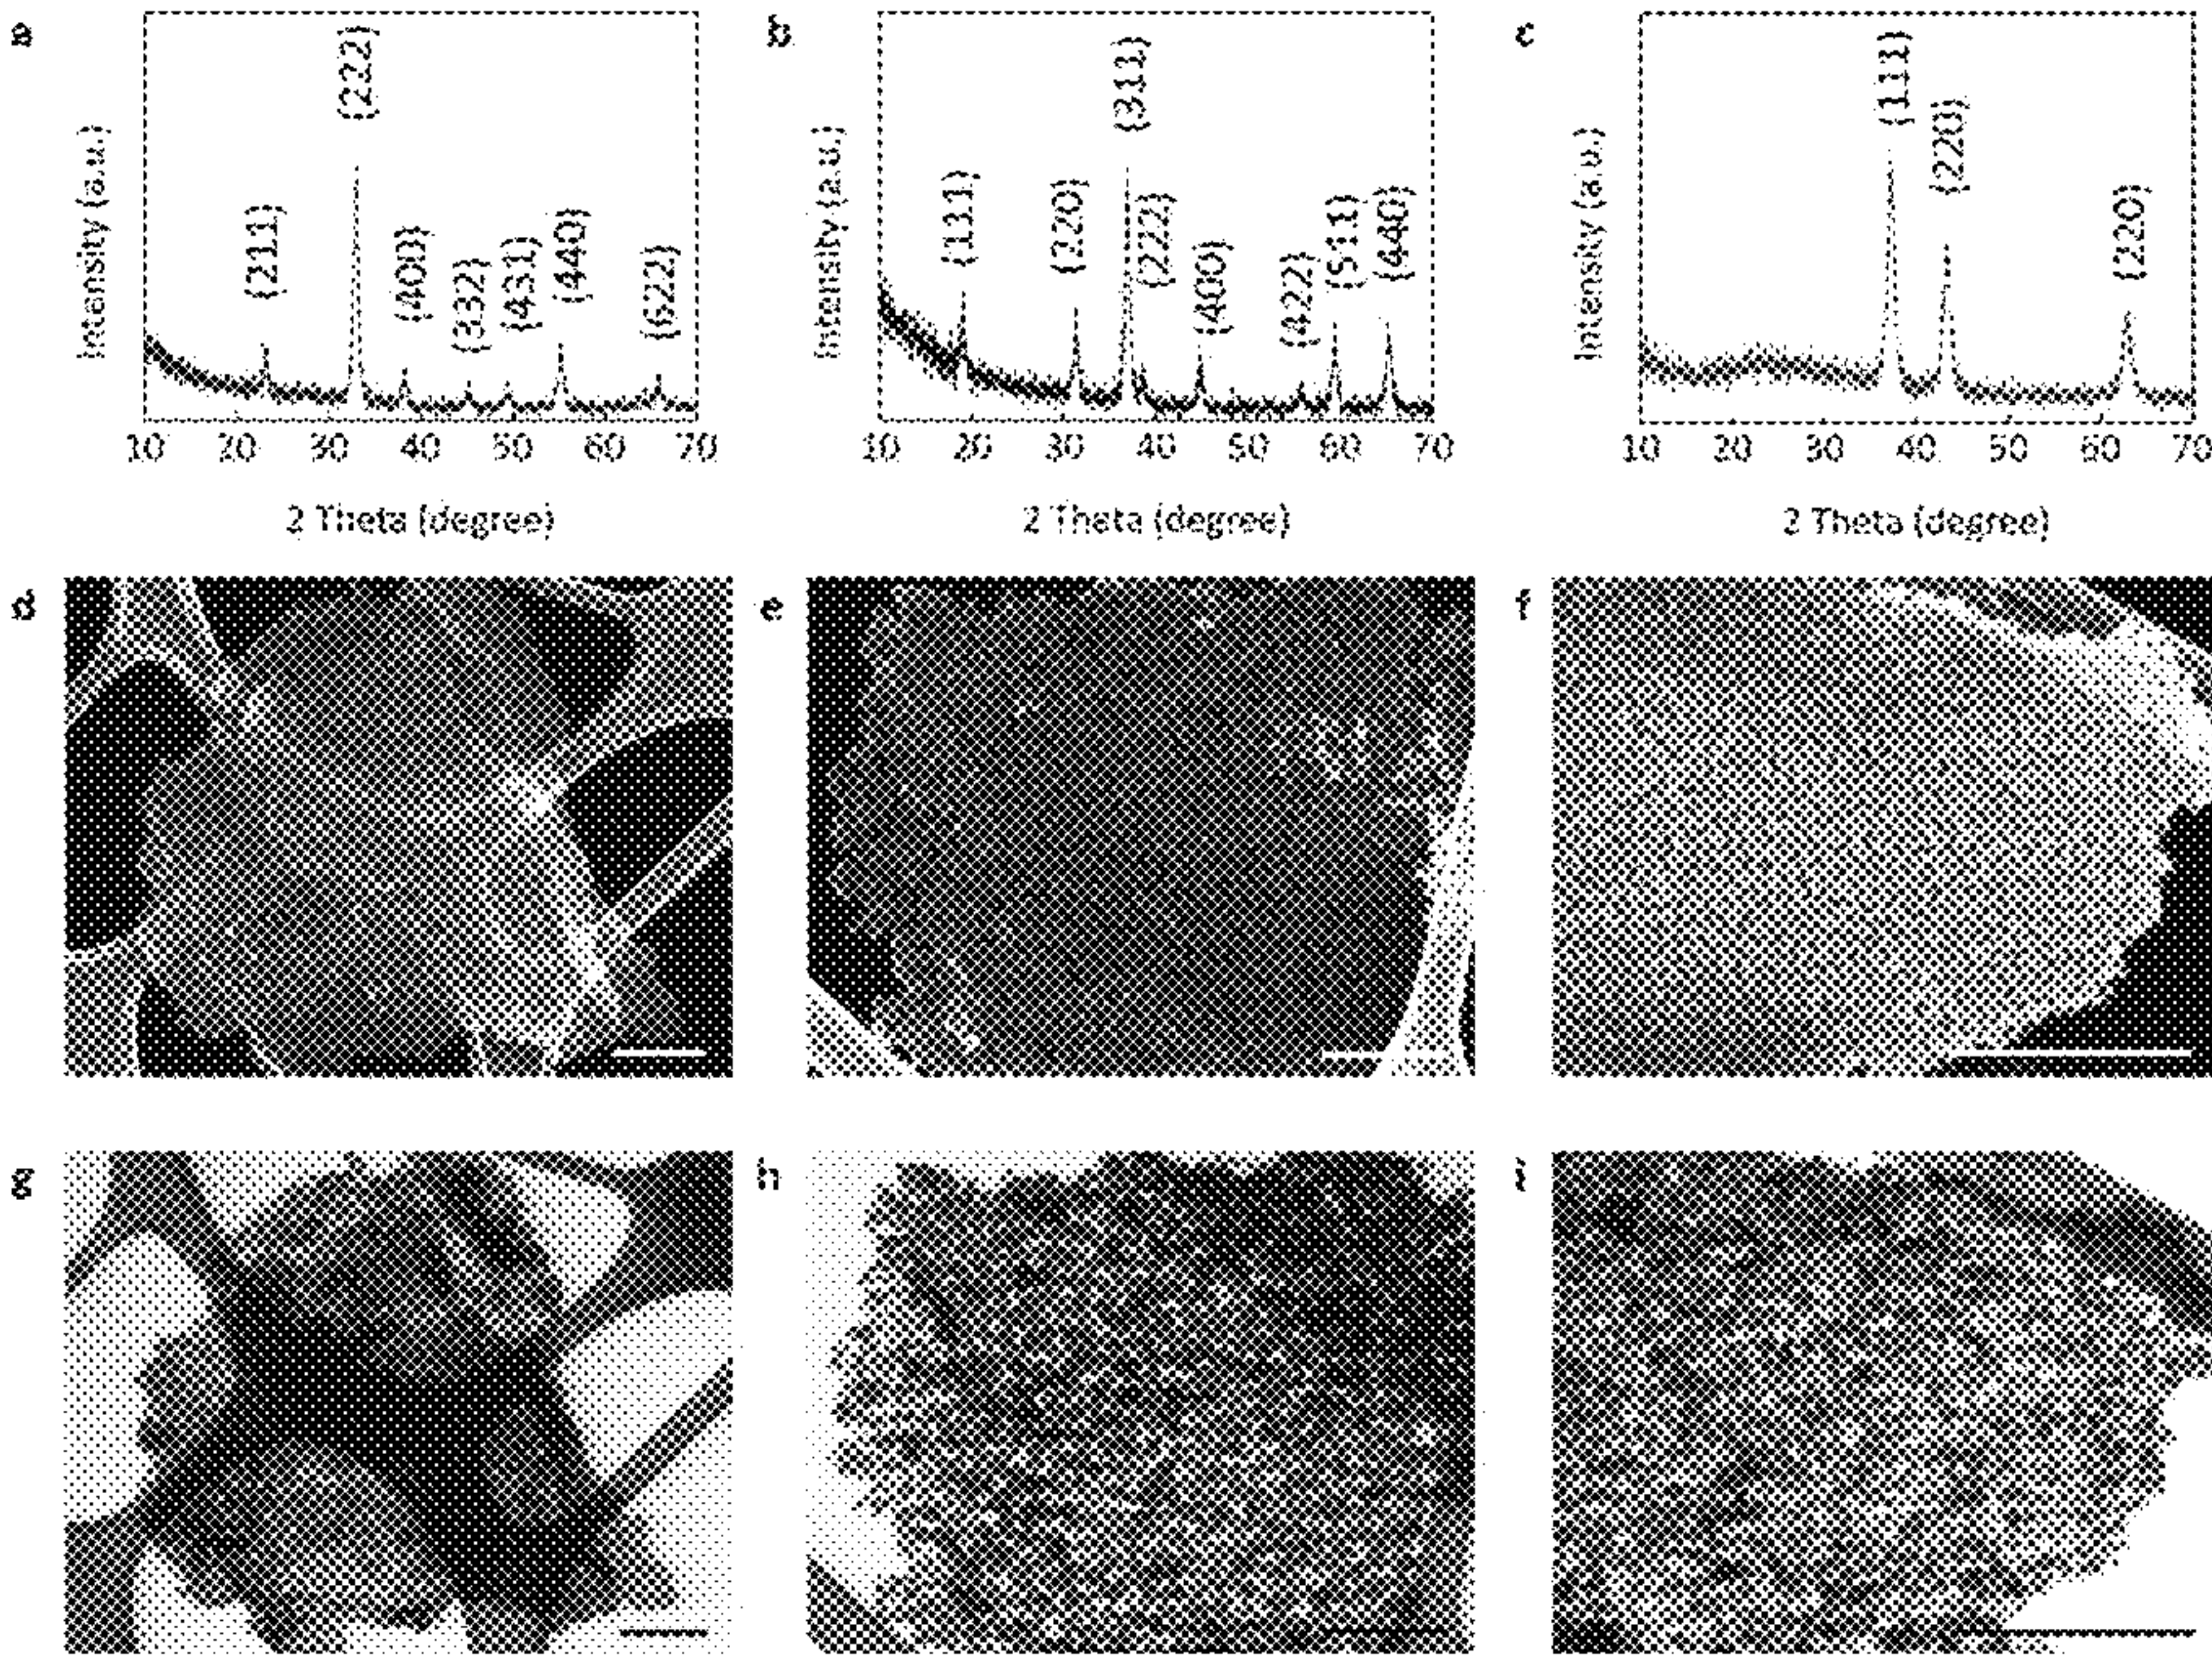 a
Intensity (a.u.)
{211}
{222}
{400}
{332}
{431}
{440}
{622}
10 20 30 40 50 60 70
2 Theta (degree)
b
Intensity (a.u.)
{111}
{220}
{311}
{222}
{400}
{422}
{511}
{440}
10 20 30 40 50 60 70
2 Theta (degree)
c
Intensity (a.u.)
{111}
{220}
{220}
10 20 30 40 50 60 70
2 Theta (degree)
d
e
f
g
h